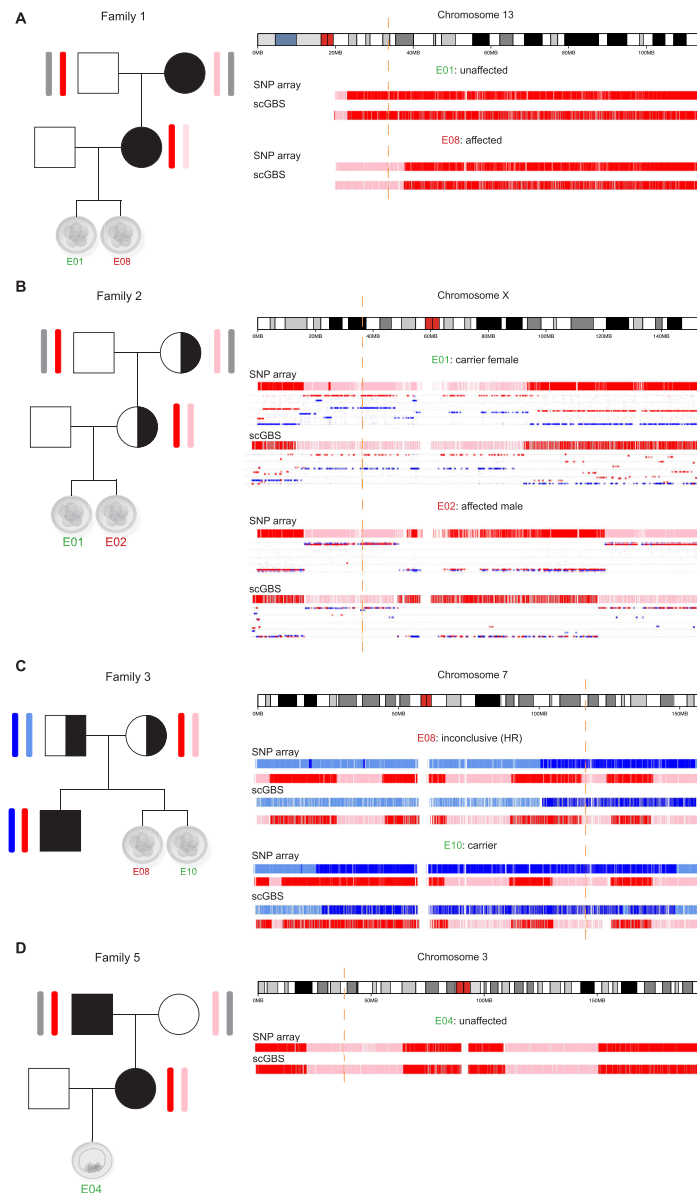 A
Family 1
Chromosome 13
0MB 20MB 40MB 60MB 80MB 100MB
E01: unaffected
SNP array
scGBS
E08: affected
SNP array
scGBS
E01 E08
B
Family 2
Chromosome X
0MB 20MB 40MB 60MB 80MB 100MB 120MB 140MB
E01: carrier female
SNP array
scGBS
E02: affected male
SNP array
scGBS
E01 E02
C
Family 3
Chromosome 7
0MB 50MB 100MB 150MB
E08: inconclusive (HR)
SNP array
scGBS
E10: carrier
SNP array
scGBS
E08 E10
D
Family 5
Chromosome 3
0MB 50MB 100MB 150MB
E04: unaffected
SNP array
scGBS
E04